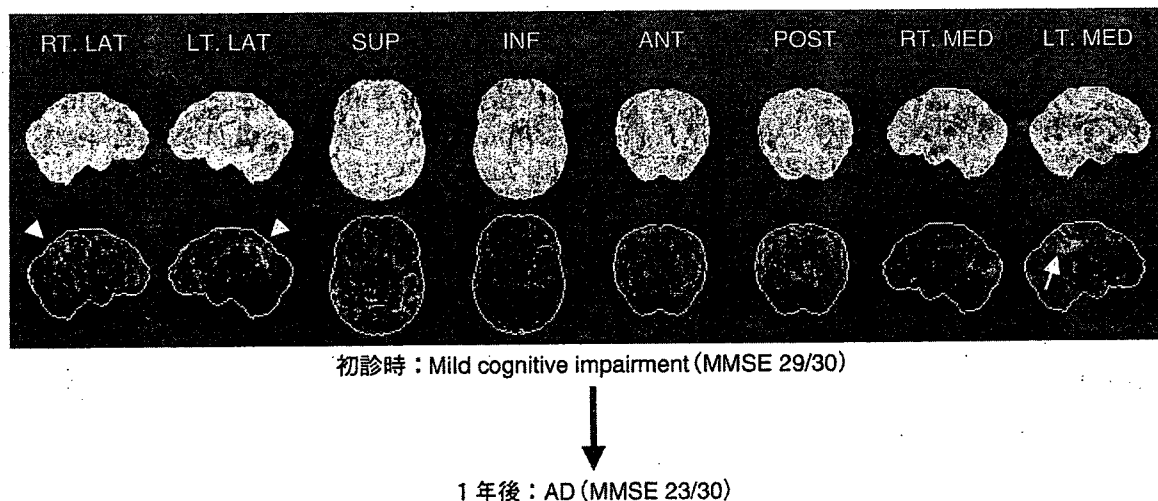 RT. LAT LT. LAT SUP INF ANT POST RT. MED LT. MED
初診時：Mild cognitive impairment (MMSE 29/30)
1年後：AD (MMSE 23/30)